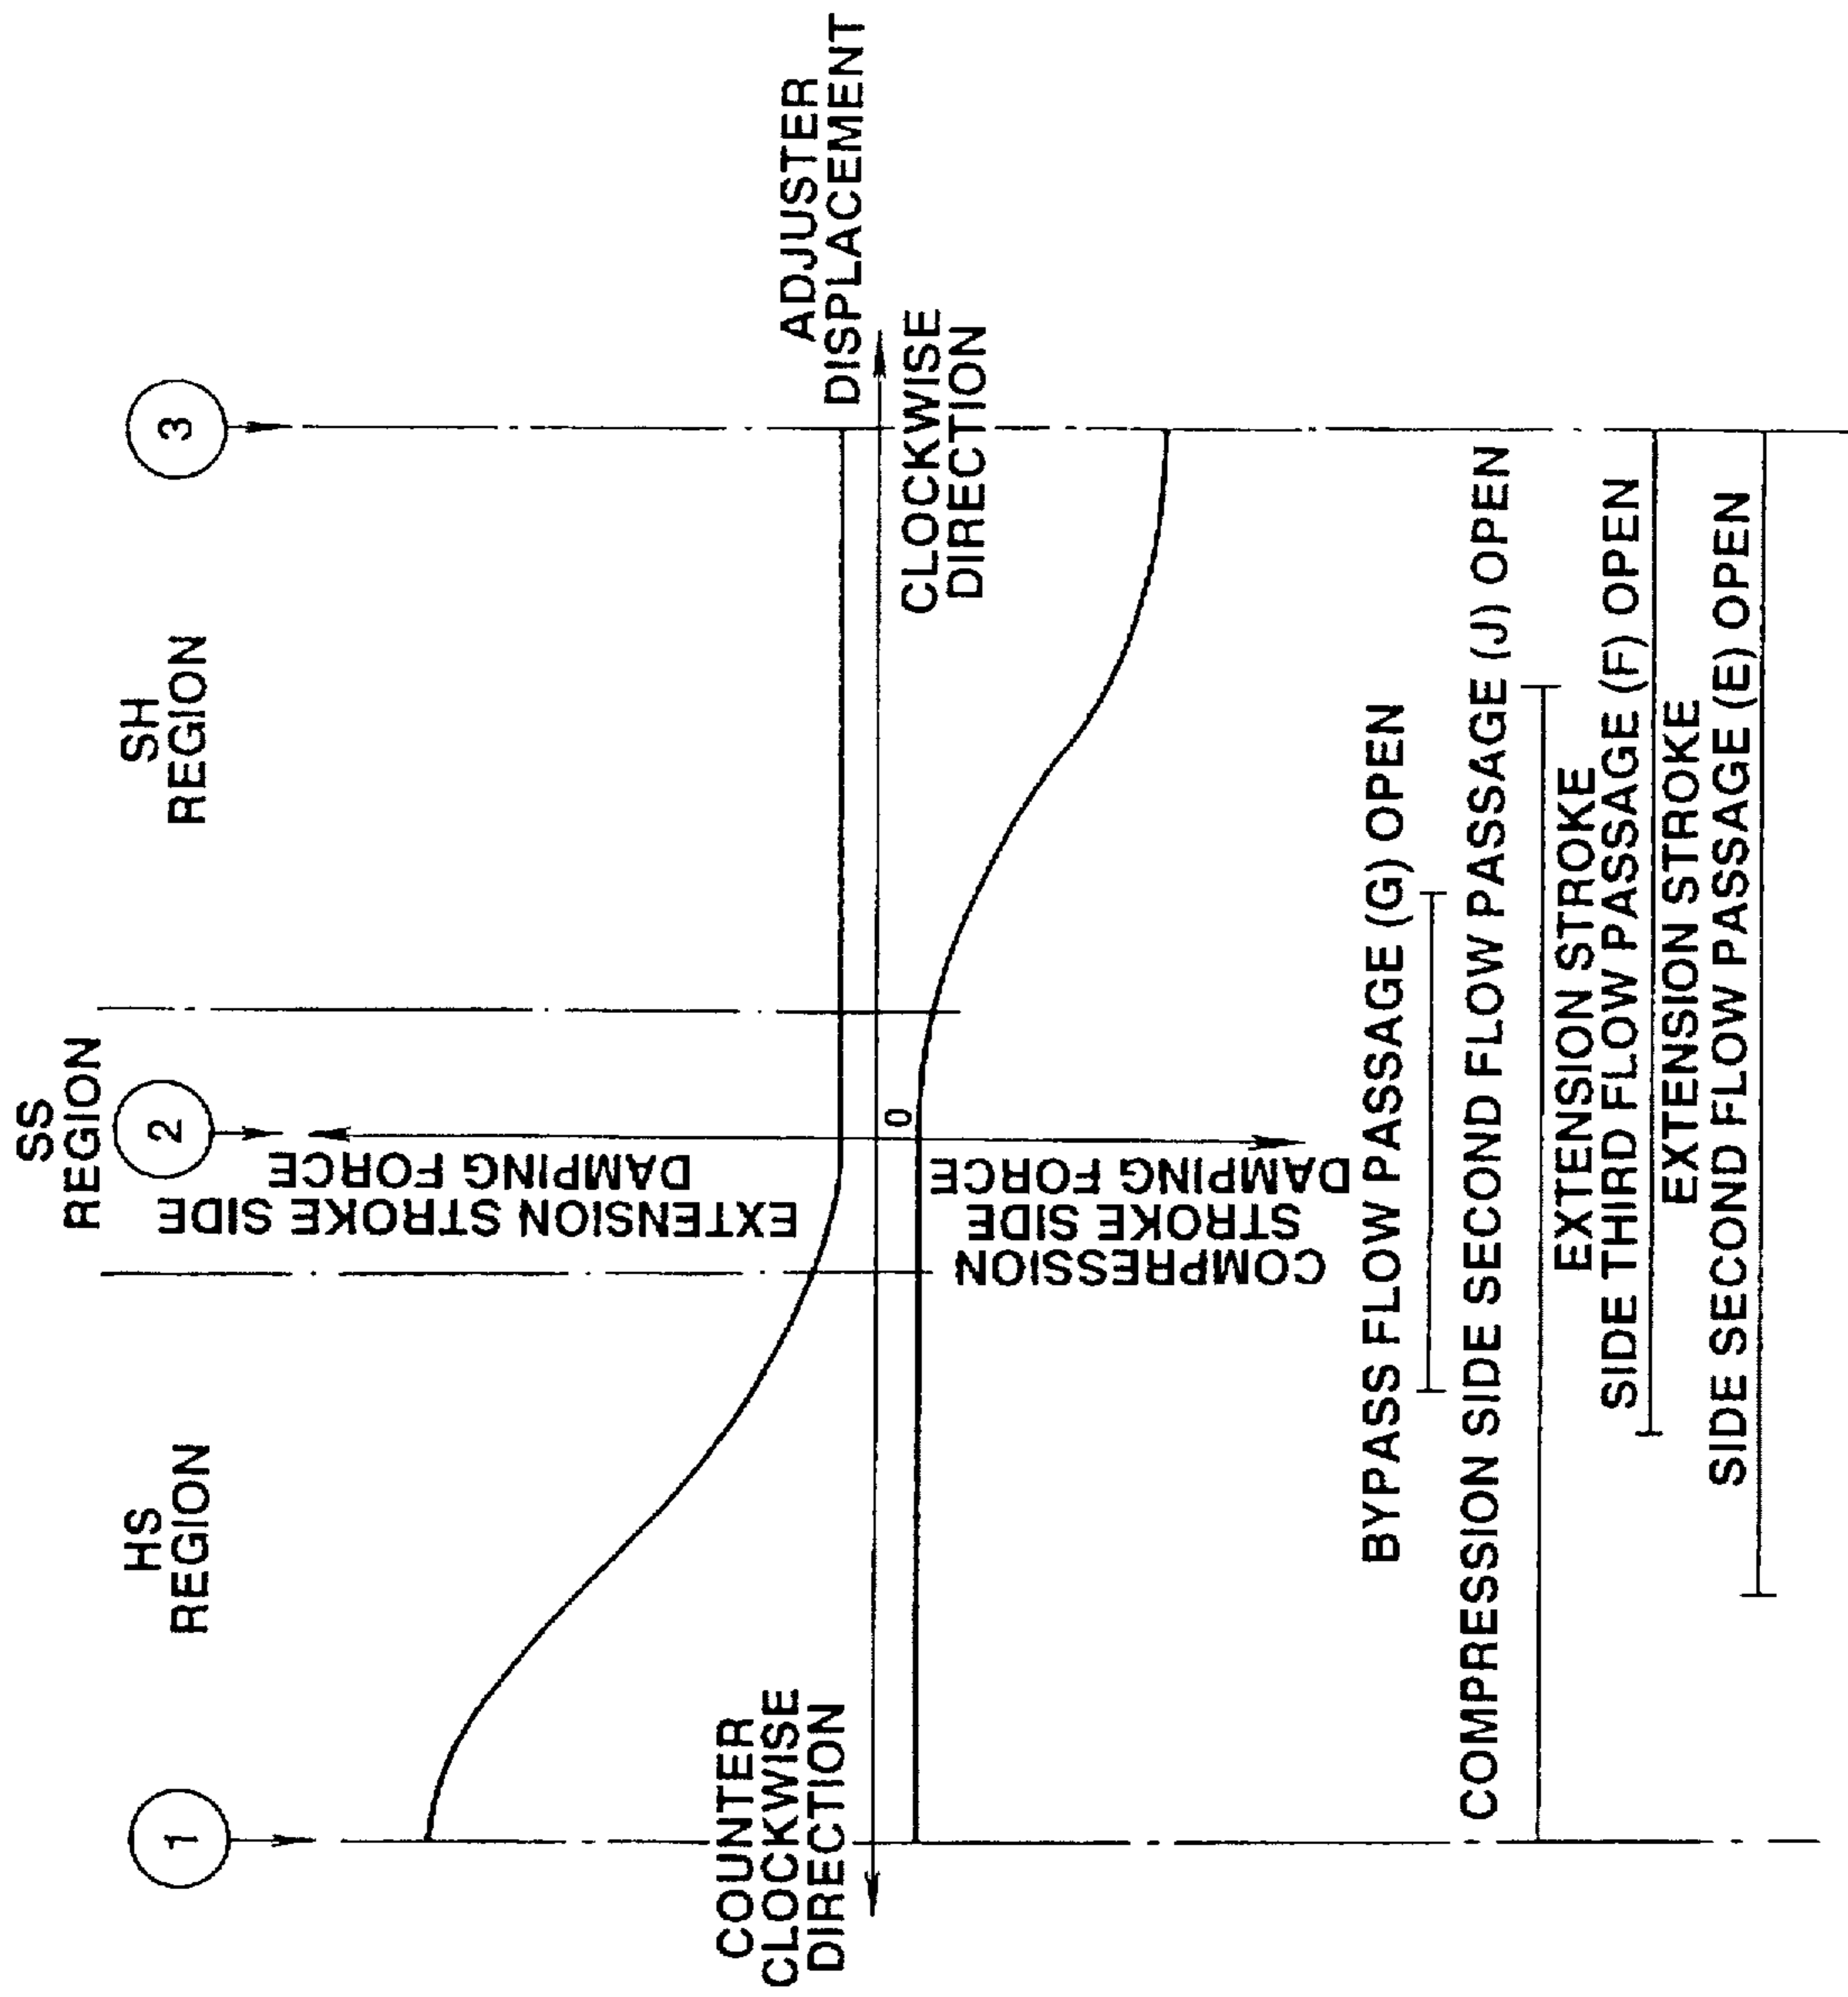 SS
REGION
HS
REGION
SH
REGION
1
2
3
EXTENSION STROKE SIDE
DAMPING FORCE
COUNTER
CLOCKWISE
DIRECTION
0
ADJUSTER
DISPLACEMENT
CLOCKWISE
DIRECTION
COMPRESSION
STROKE SIDE
DAMPING FORCE
BYPASS FLOW PASSAGE (G) OPEN
COMPRESSION SIDE SECOND FLOW PASSAGE (J) OPEN
EXTENSION STROKE
SIDE THIRD FLOW PASSAGE (F) OPEN
EXTENSION STROKE
SIDE SECOND FLOW PASSAGE (E) OPEN